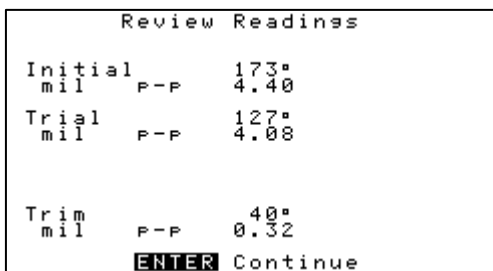 Review Readings
Initial 173°
mil p-p 4.40
Trial 127°
mil p-p 4.08
Trim 40°
mil p-p 0.32
ENTER Continue